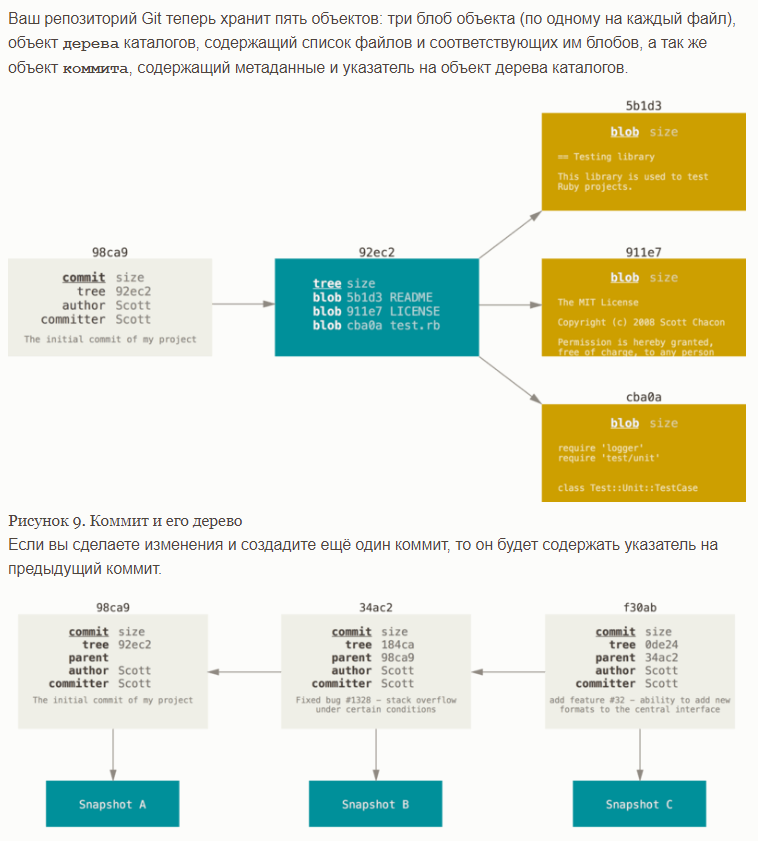 Ваш репозиторий Git теперь хранит пять объектов: три блоб объекта (по одному на каждый файл),
объект дерева каталогов, содержащий список файлов и соответствующих им блобов, а так же
объект коммита, содержащий метаданные и указатель на объект дерева каталогов.
5b1d3
blob size
== Testing library
This library is used to test
Ruby projects.
98ca9
commit size
tree 92ec2
author Scott
committer Scott
The initial commit of my project
92ec2
tree size
blob 5b1d3 README
blob 911e7 LICENSE
blob cba0a test.rb
911e7
blob size
The MIT License
Copyright (c) 2008 Scott Chacon
Permission is hereby granted,
free of charge, to any person
cba0a
blob size
require 'logger'
require 'test/unit'
class Test::Unit::TestCase
Рисунок 9. Коммит и его дерево
Если вы сделаете изменения и создадите ещё один коммит, то он будет содержать указатель на
предыдущий коммит.
98ca9
commit size
tree 92ec2
parent
author Scott
committer Scott
The initial commit of my project
Snapshot A
34ac2
commit size
tree 184ca
parent 98ca9
author Scott
committer Scott
Fixed bug #1328 – stack overflow
under certain conditions
Snapshot B
f30ab
commit size
tree 0de24
parent 34ac2
author Scott
committer Scott
add feature #32 – ability to add new
formats to the central interface
Snapshot C